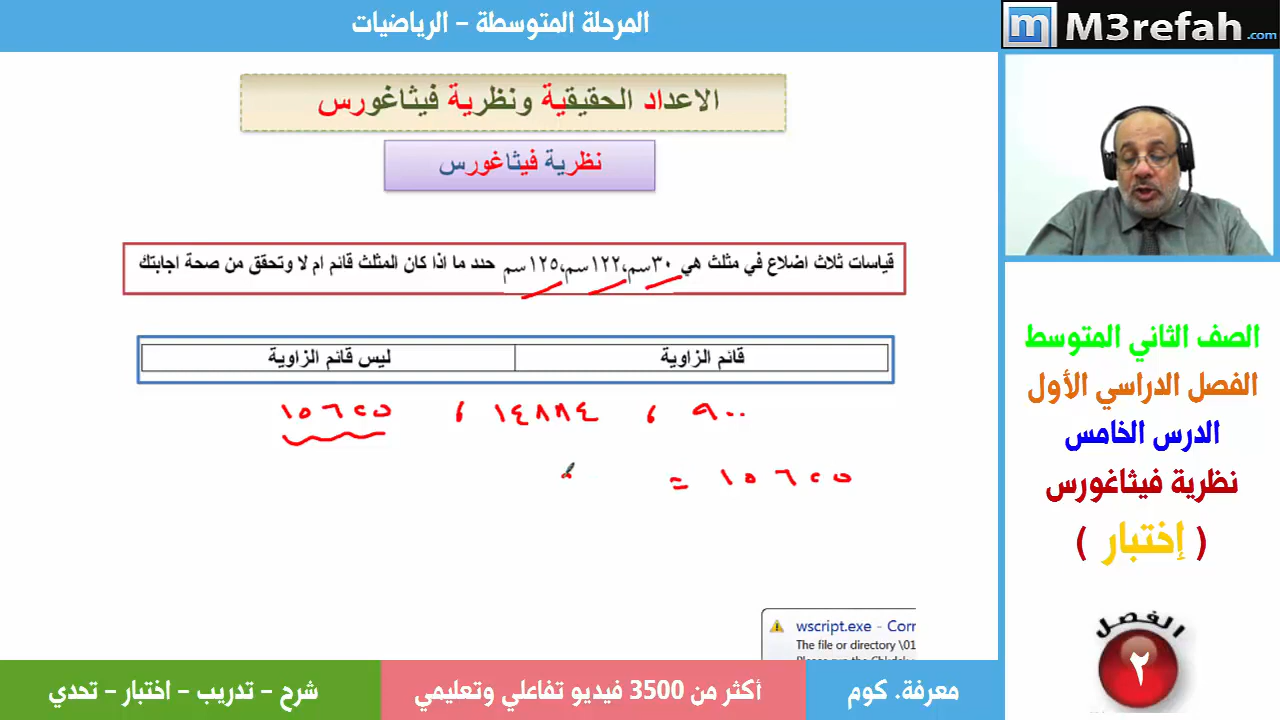 المرحلة المتوسطة – الرياضيات
m M3refah.com
الاعداد الحقيقية ونظرية فيثاغورس
نظرية فيثاغورس
قياسات ثلاث اضلاع في مثلث هي ٣٠سم،١٢٢سم،١٢٥سم حدد ما اذا كان المثلث قائم ام لا وتحقق من صحة اجابتك
قائم الزاوية
ليس قائم الزاوية
٩٠٠ ، ١٤٨٨٤ ، ١٥٦٢٥
١٥٦٢٥ =
الصف الثاني المتوسط
الفصل الدراسي الأول
الدرس الخامس
نظرية فيثاغورس
( إختبار )
الفصل
٢
wscript.exe - Corr
The file or directory \01
معرفة. كوم
أكثر من 3500 فيديو تفاعلي وتعليمي
شرح – تدريب – اختبار – تحدي